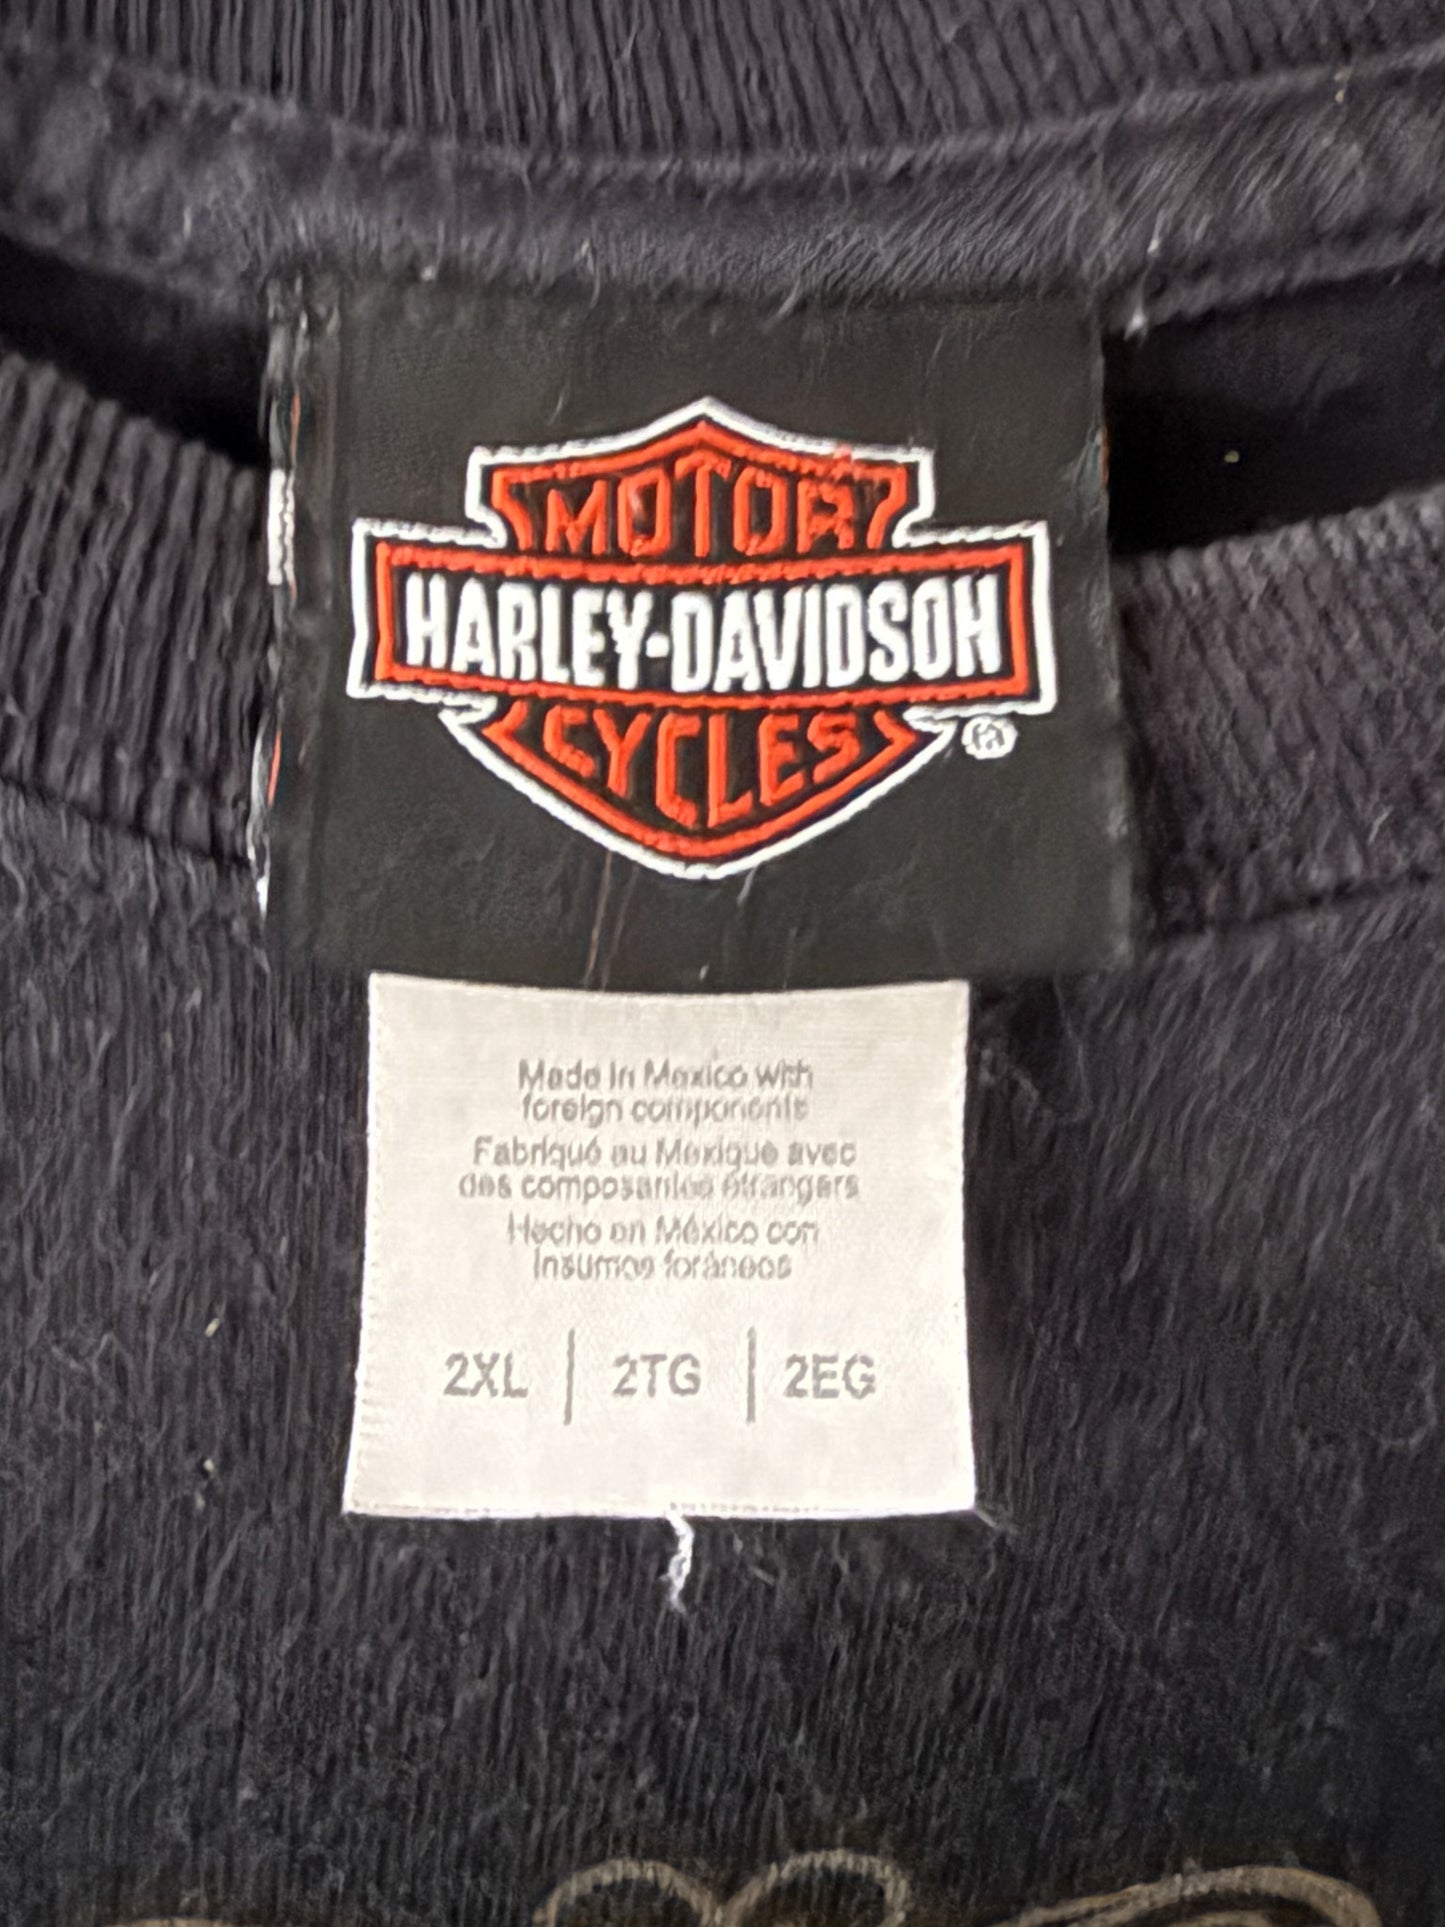 MOTOR
HARLEY-DAVIDSON
CYCLES
®
Made in Mexico with
foreign components
Fabriqué au Mexique avec
des composantes étrangers
Hecho en México con
insumos foráneos
2XL | 2TG | 2EG